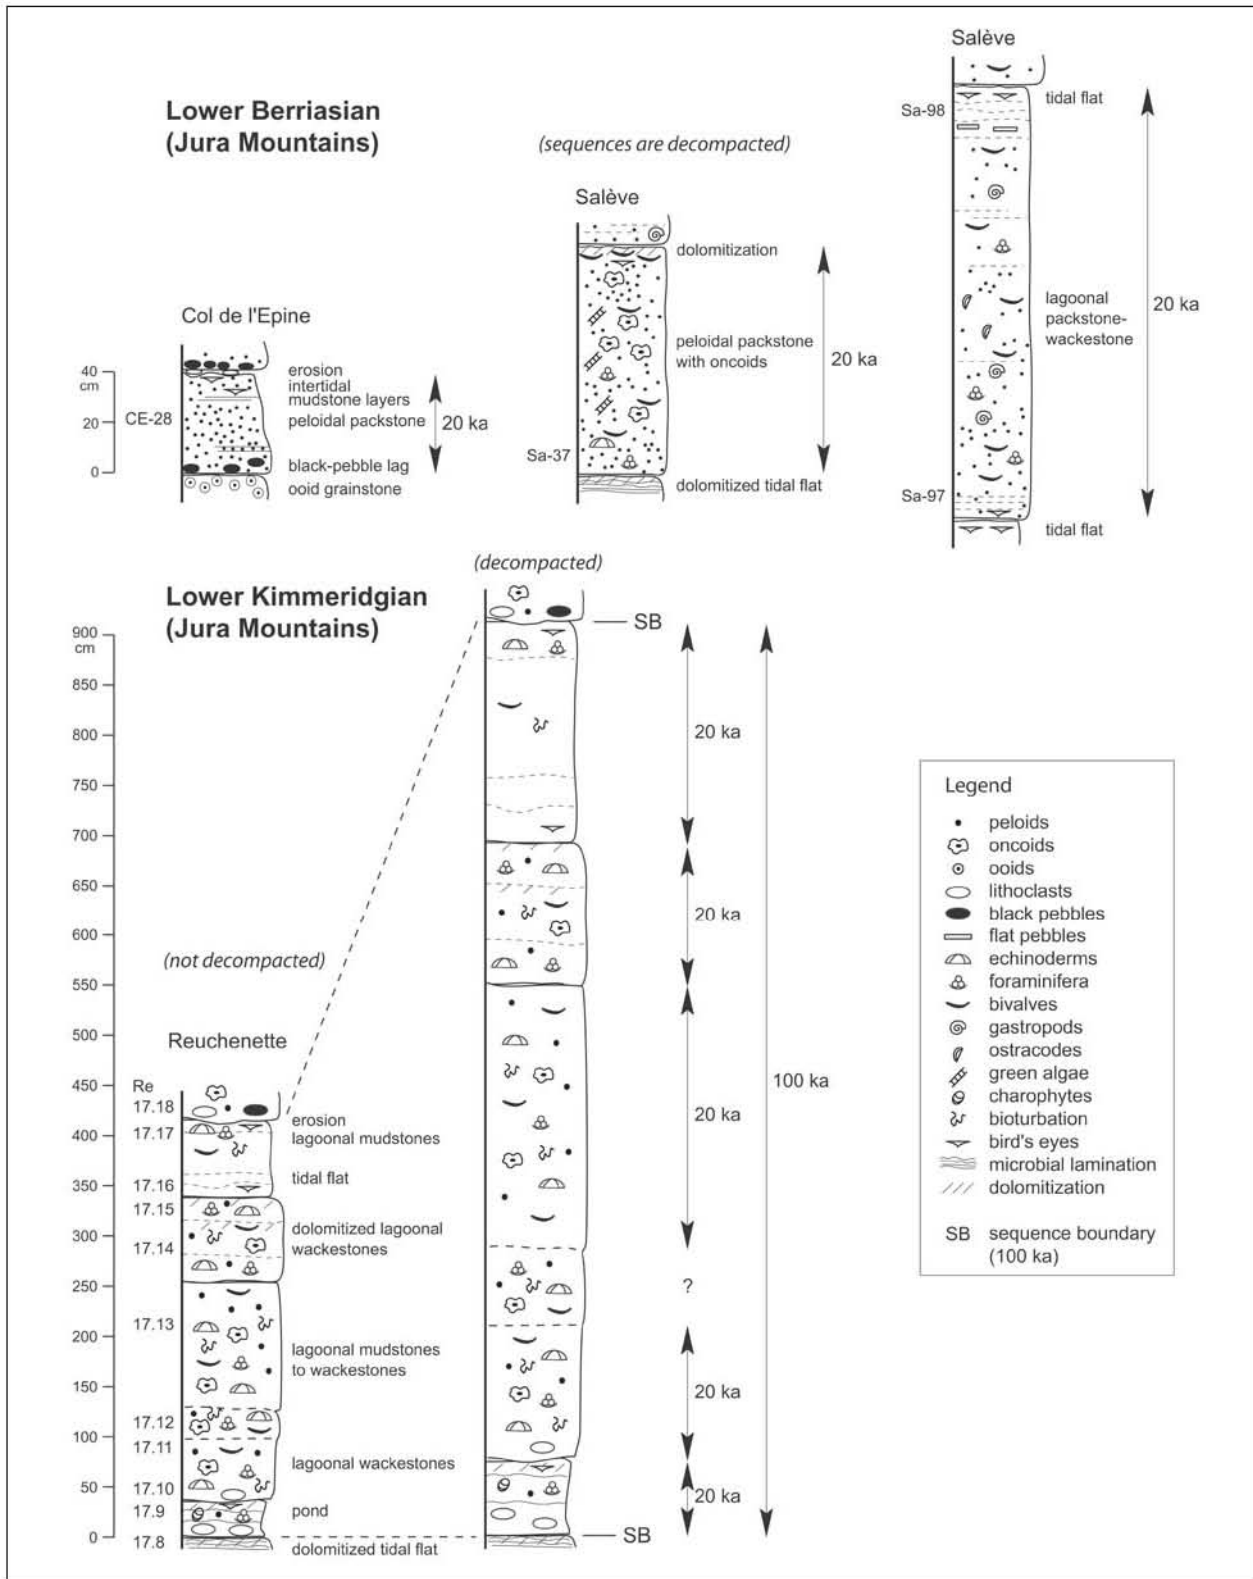 Lower Berriasian
(Jura Mountains)
(sequences are decompacted)
Col de l'Epine
40
cm
20
0
CE-28
erosion
intertidal
mudstone layers
peloidal packstone
black-pebble lag
ooid grainstone
20 ka
Salève
dolomitization
peloidal packstone
with oncoids
Sa-37
dolomitized tidal flat
20 ka
Salève
tidal flat
Sa-98
lagoonal
packstone-
wackestone
Sa-97
tidal flat
20 ka
Lower Kimmeridgian
(Jura Mountains)
(decompacted)
900
cm
850
800
750
700
650
600
550
500
450
400
350
300
250
200
150
100
50
0
(not decompacted)
Reuchenette
Re
17.18
17.17
17.16
17.15
17.14
17.13
17.12
17.11
17.10
17.9
17.8
erosion
lagoonal mudstones
tidal flat
dolomitized lagoonal
wackestones
lagoonal mudstones
to wackestones
lagoonal wackestones
pond
dolomitized tidal flat
SB
20 ka
20 ka
20 ka
?
20 ka
20 ka
SB
100 ka
Legend
peloids
oncoids
ooids
lithoclasts
black pebbles
flat pebbles
echinoderms
foraminifera
bivalves
gastropods
ostracodes
green algae
charophytes
bioturbation
bird's eyes
microbial lamination
dolomitization
SB sequence boundary
(100 ka)